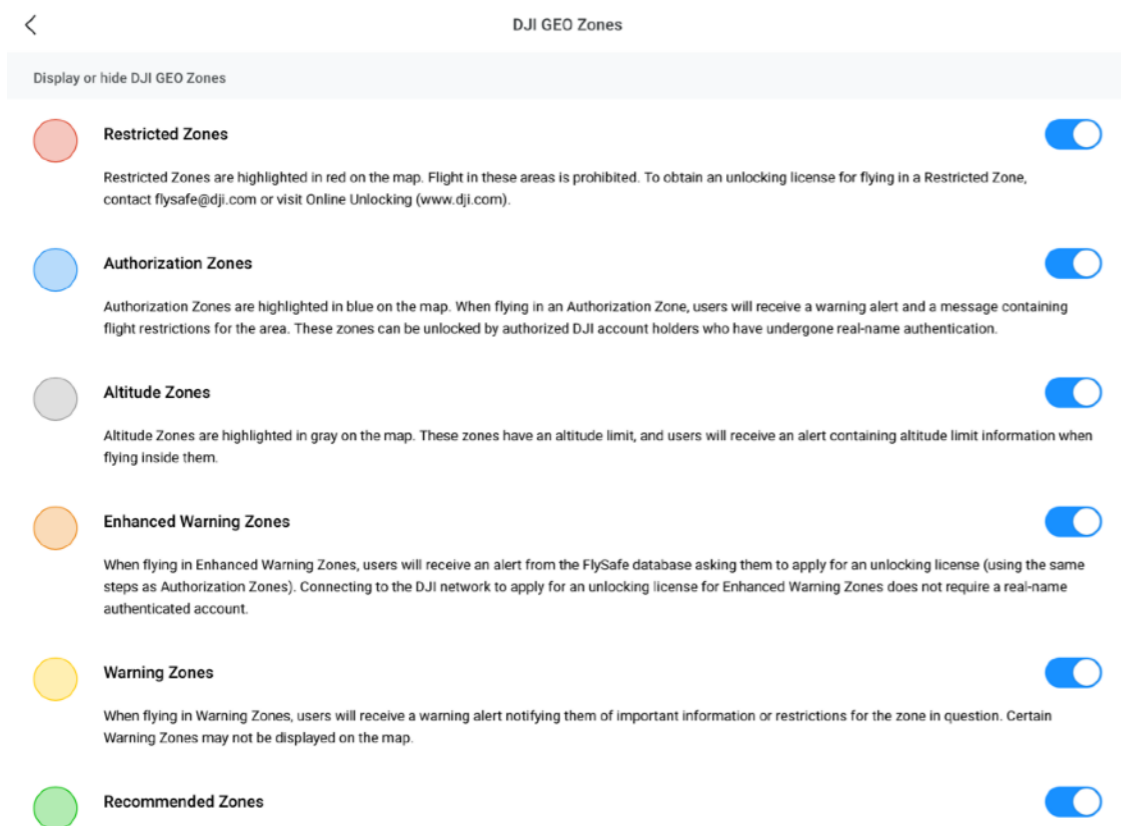 DJI GEO Zones
Display or hide DJI GEO Zones
Restricted Zones
Restricted Zones are highlighted in red on the map. Flight in these areas is prohibited. To obtain an unlocking license for flying in a Restricted Zone,
contact flysafe@dji.com or visit Online Unlocking (www.dji.com).
Authorization Zones
Authorization Zones are highlighted in blue on the map. When flying in an Authorization Zone, users will receive a warning alert and a message containing
flight restrictions for the area. These zones can be unlocked by authorized DJI account holders who have undergone real-name authentication.
Altitude Zones
Altitude Zones are highlighted in gray on the map. These zones have an altitude limit, and users will receive an alert containing altitude limit information when
flying inside them.
Enhanced Warning Zones
When flying in Enhanced Warning Zones, users will receive an alert from the FlySafe database asking them to apply for an unlocking license (using the same
steps as Authorization Zones). Connecting to the DJI network to apply for an unlocking license for Enhanced Warning Zones does not require a real-name
authenticated account.
Warning Zones
When flying in Warning Zones, users will receive a warning alert notifying them of important information or restrictions for the zone in question. Certain
Warning Zones may not be displayed on the map.
Recommended Zones